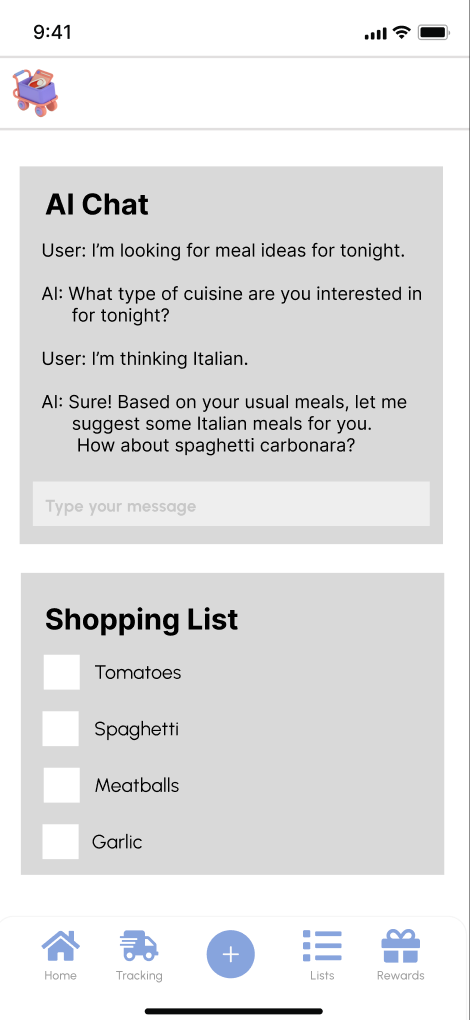 9:41
AI Chat
User: I’m looking for meal ideas for tonight.
AI: What type of cuisine are you interested in
for tonight?
User: I’m thinking Italian.
AI: Sure! Based on your usual meals, let me
suggest some Italian meals for you.
How about spaghetti carbonara?
Type your message
Shopping List
Tomatoes
Spaghetti
Meatballs
Garlic
Home
Tracking
Lists
Rewards